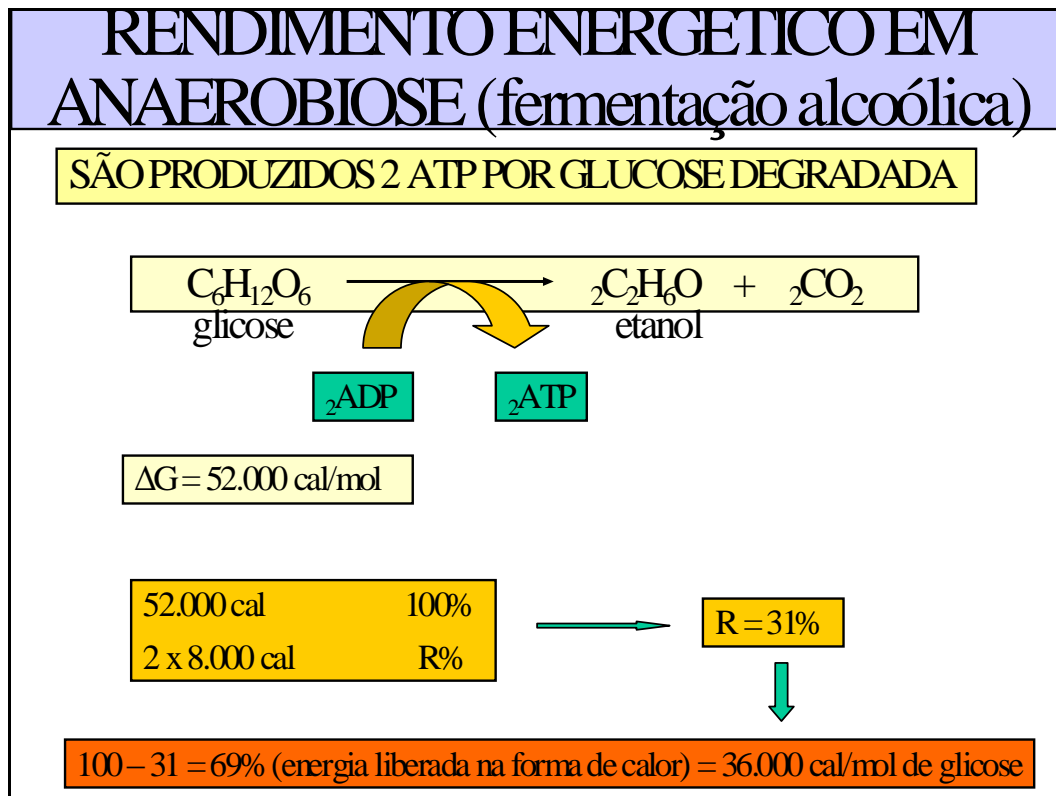 RENDIMENTO ENERGÉTICO EM
ANAEROBIOSE (fermentação alcoólica)
SÃO PRODUZIDOS 2 ATP POR GLUCOSE DEGRADADA
C₆H₁₂O₆ ₂C₂H₆O + ₂CO₂
glicose etanol
₂ADP ₂ATP
ΔG = 52.000 cal/mol
52.000 cal 100%
2 x 8.000 cal R%
R = 31%
100 – 31 = 69% (energia liberada na forma de calor) = 36.000 cal/mol de glicose